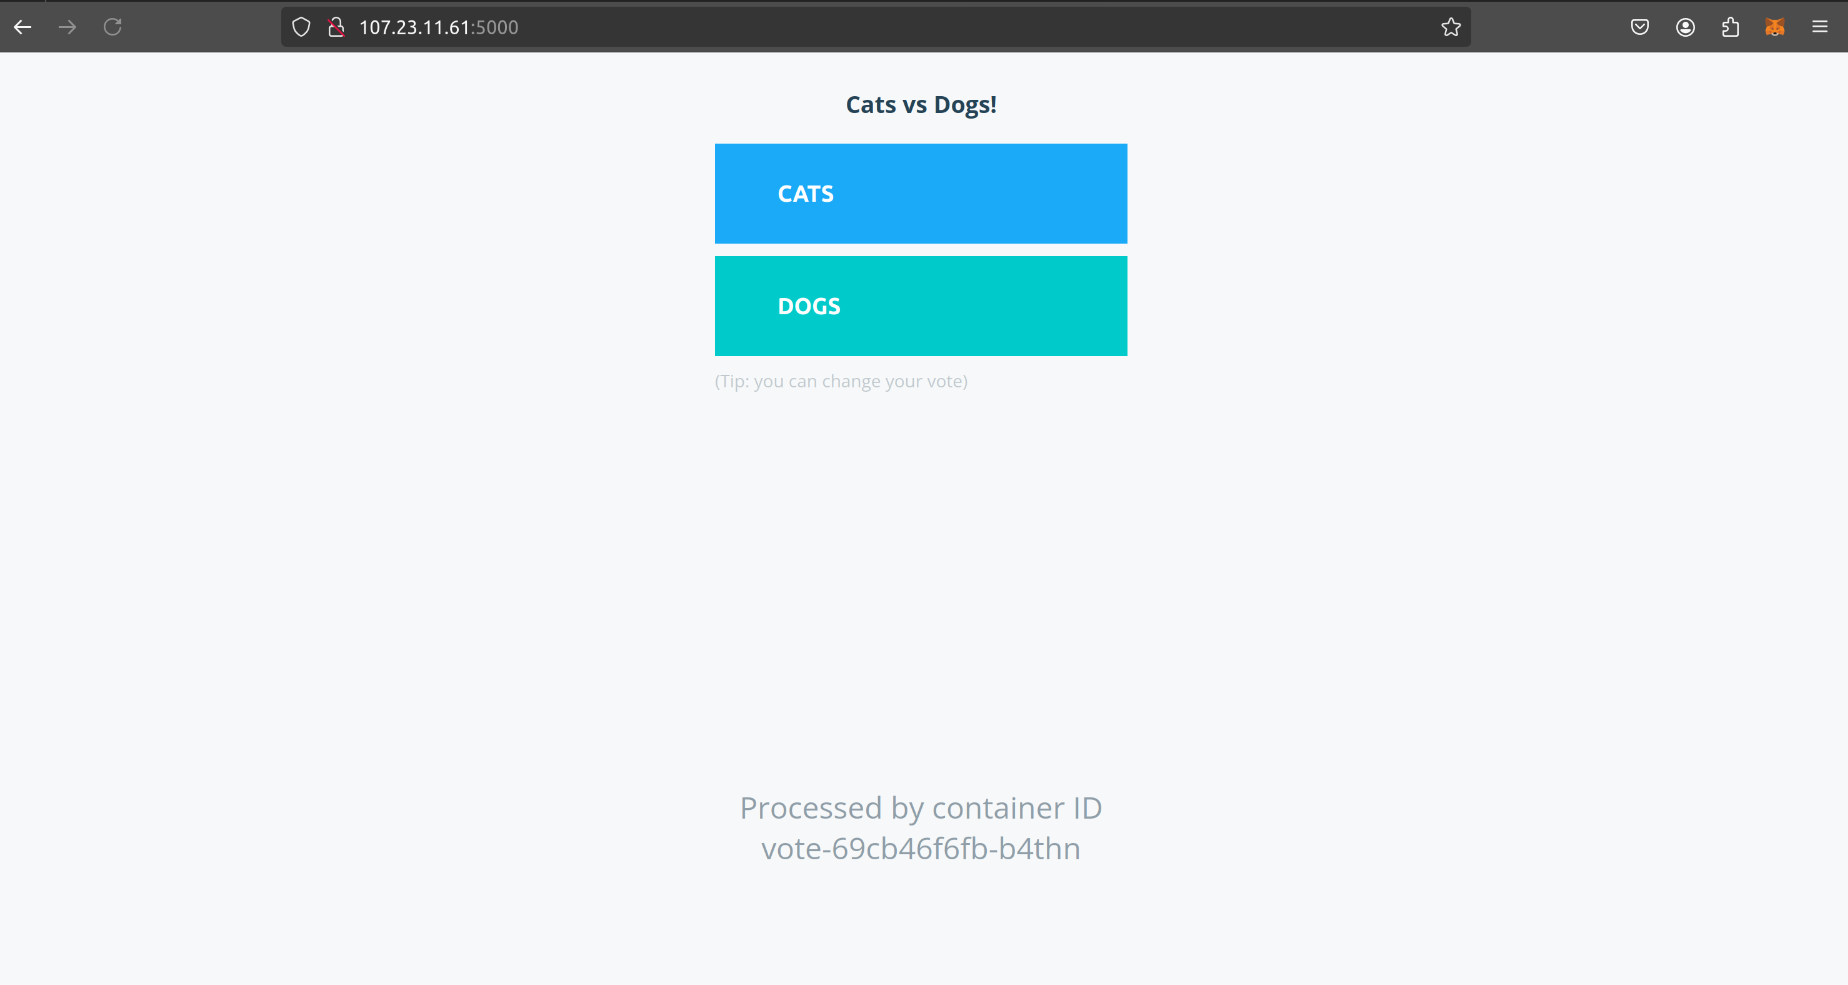 107.23.11.61:5000
Cats vs Dogs!
CATS
DOGS
(Tip: you can change your vote)
Processed by container ID
vote-69cb46f6fb-b4thn